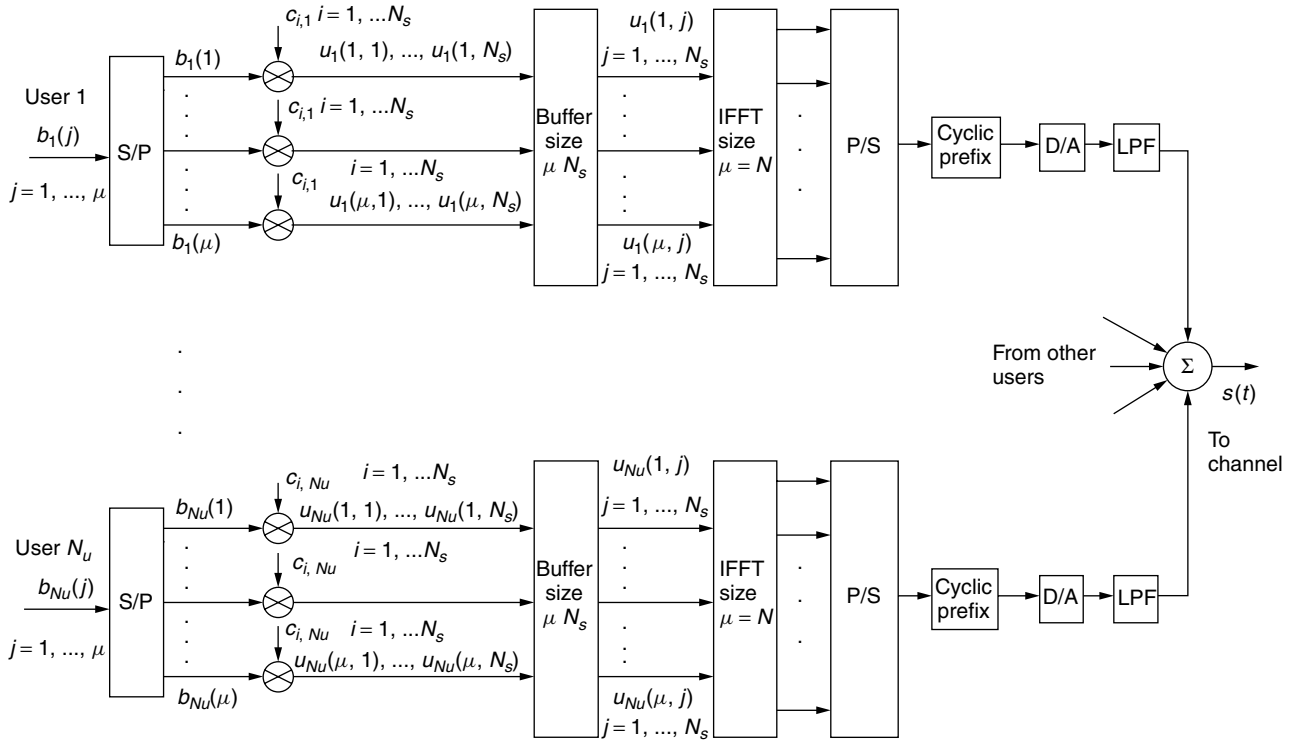 c_{i,1} i = 1, ...N_s
u_1(1, j)
b_1(1)
u_1(1, 1), ..., u_1(1, N_s)
j = 1, ..., N_s
User 1
b_1(j)
j = 1, ..., μ
S/P
c_{i,1} i = 1, ...N_s
i = 1, ...N_s
c_{i,1}
u_1(μ,1), ..., u_1(μ, N_s)
b_1(μ)
Buffer
size
μ N_s
u_1(μ, j)
j = 1, ..., N_s
IFFT
size
μ = N
P/S
Cyclic
prefix
D/A
LPF
From other
users
Σ
s(t)
To
channel
c_{i, Nu} i = 1, ...N_s
u_{Nu}(1, j)
b_{Nu}(1)
u_{Nu}(1, 1), ..., u_{Nu}(1, N_s)
j = 1, ..., N_s
User N_u
b_{Nu}(j)
j = 1, ..., μ
S/P
i = 1, ...N_s
c_{i, Nu}
c_{i, Nu} i = 1, ...N_s
u_{Nu}(μ, 1), ..., u_{Nu}(μ, N_s)
b_{Nu}(μ)
Buffer
size
μ N_s
u_{Nu}(μ, j)
j = 1, ..., N_s
IFFT
size
μ = N
P/S
Cyclic
prefix
D/A
LPF